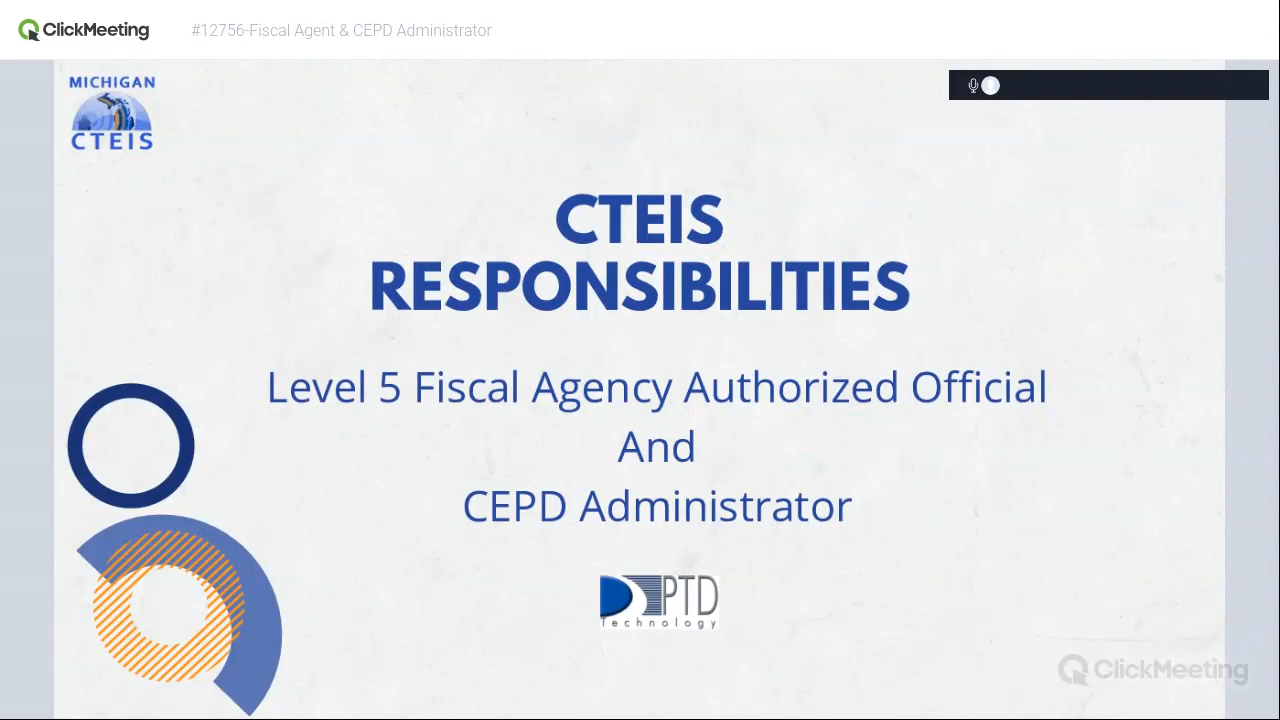 ClickMeeting
#12756-Fiscal Agent & CEPD Administrator
MICHIGAN
CTEIS
CTEIS
RESPONSIBILITIES
Level 5 Fiscal Agency Authorized Official
And
CEPD Administrator
PTD
Technology
ClickMeeting